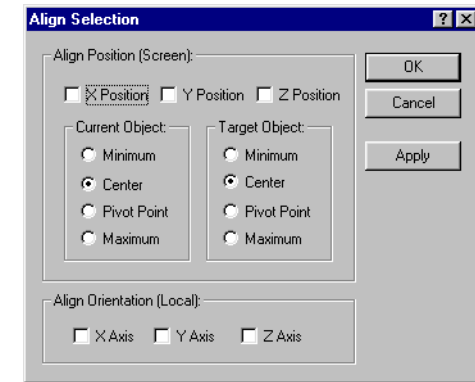 Align Selection
Align Position (Screen):
X Position Y Position Z Position
Current Object:
Minimum
Center
Pivot Point
Maximum
Target Object:
Minimum
Center
Pivot Point
Maximum
Align Orientation (Local):
X Axis Y Axis Z Axis
OK
Cancel
Apply